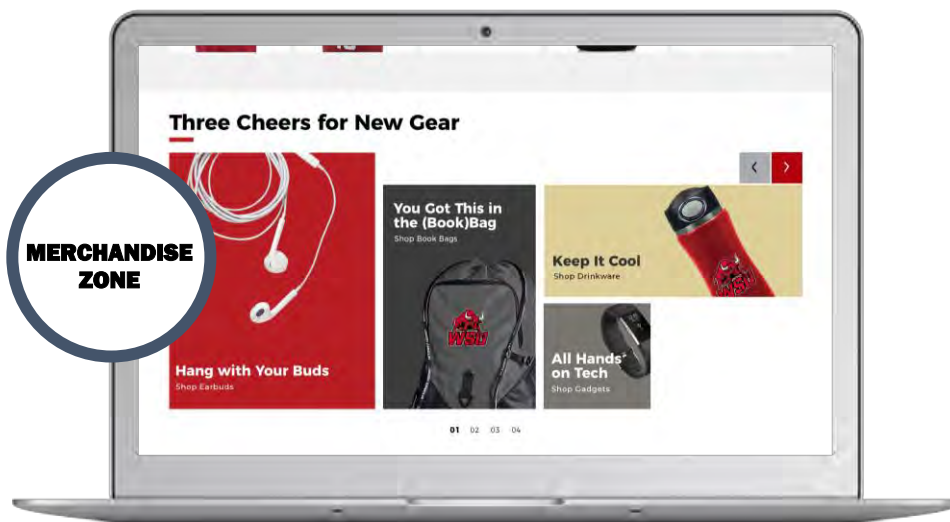 Three Cheers for New Gear
MERCHANDISE
ZONE
You Got This in
the (Book)Bag
Shop Book Bags
WSU
Keep It Cool
Shop Drinkware
WSU
Hang with Your Buds
Shop Earbuds
All Hands
on Tech
Shop Gadgets
01 02 03 04